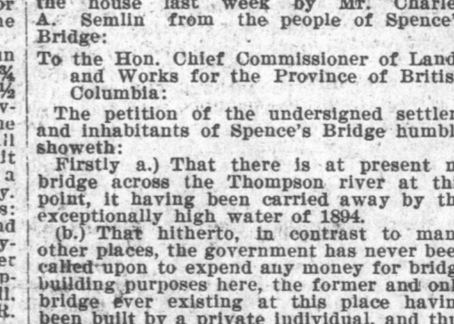 the house last week by Mr. Charle
A. Semlin from the people of Spence'
Bridge:
To the Hon. Chief Commissioner of Land
and Works for the Province of Britis
Columbia:
The petition of the undersigned settler
and inhabitants of Spence's Bridge humbl
showeth:
Firstly a.) That there is at present n
bridge across the Thompson river at thi
point, it having been carried away by th
exceptionally high water of 1894.
(b.) That hitherto, in contrast to man
other places, the government has never bee
called upon to expend any money for bridg
building purposes here, the former and onl
bridge ever existing at this place havin
been built by a private individual, and tha